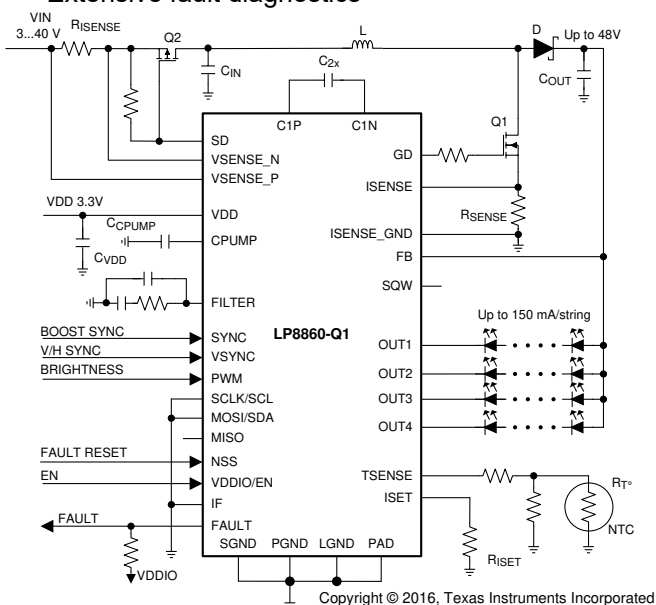 Extensive fault diagnostics
VIN
3...40 V
RISENSE
Q2
L
D
Up to 48V
CIN
C2x
COUT
C1P
C1N
Q1
SD
VSENSE_N
VSENSE_P
GD
ISENSE
RSENSE
VDD 3.3V
VDD
CCPUMP
CPUMP
CVDD
ISENSE_GND
FB
SQW
FILTER
LP8860-Q1
Up to 150 mA/string
BOOST SYNC
SYNC
V/H SYNC
VSYNC
BRIGHTNESS
PWM
OUT1
OUT2
OUT3
OUT4
SCLK/SCL
MOSI/SDA
MISO
FAULT RESET
NSS
EN
VDDIO/EN
IF
FAULT
FAULT
VDDIO
TSENSE
ISET
RT°
NTC
RISET
SGND
PGND
LGND
PAD
Copyright © 2016, Texas Instruments Incorporated